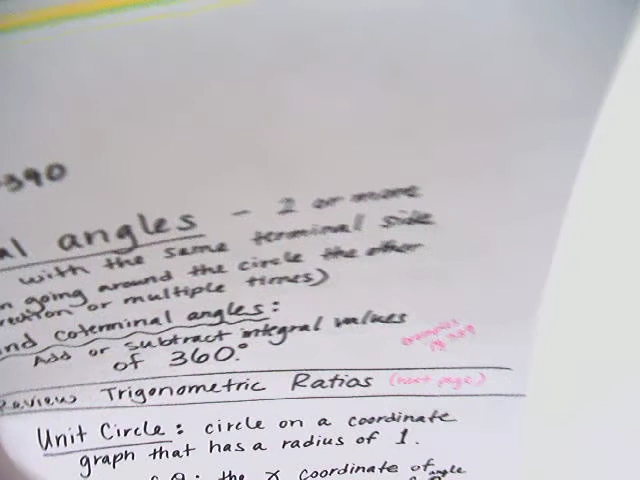 390
al angles - 2 or more
with the same terminal side
n going around the circle the other
rection or multiple times)
nd coterminal angles:
Add or subtract integral values
of 360°
examples
Review Trigonometric Ratios (next page)
Unit Circle: circle on a coordinate
graph that has a radius of 1.
the x coordinate of angle